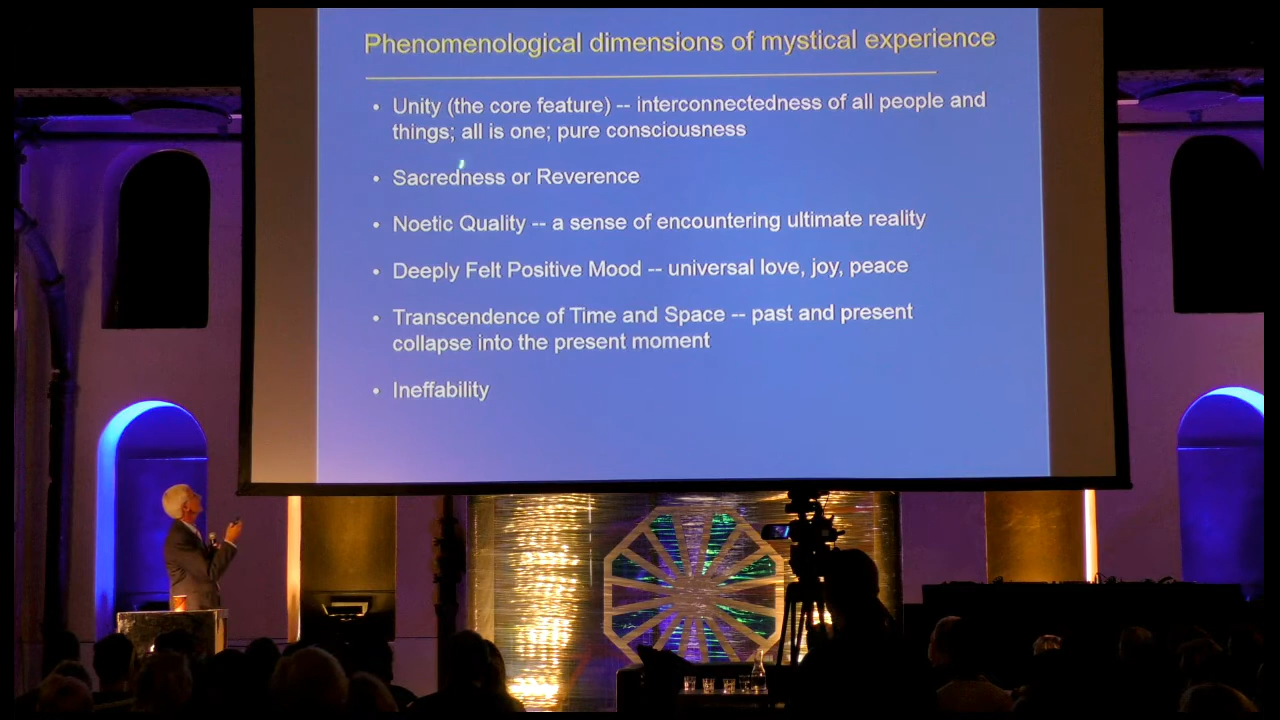 Phenomenological dimensions of mystical experience
• Unity (the core feature) -- interconnectedness of all people and
things; all is one; pure consciousness
• Sacredness or Reverence
• Noetic Quality -- a sense of encountering ultimate reality
• Deeply Felt Positive Mood -- universal love, joy, peace
• Transcendence of Time and Space -- past and present
collapse into the present moment
• Ineffability